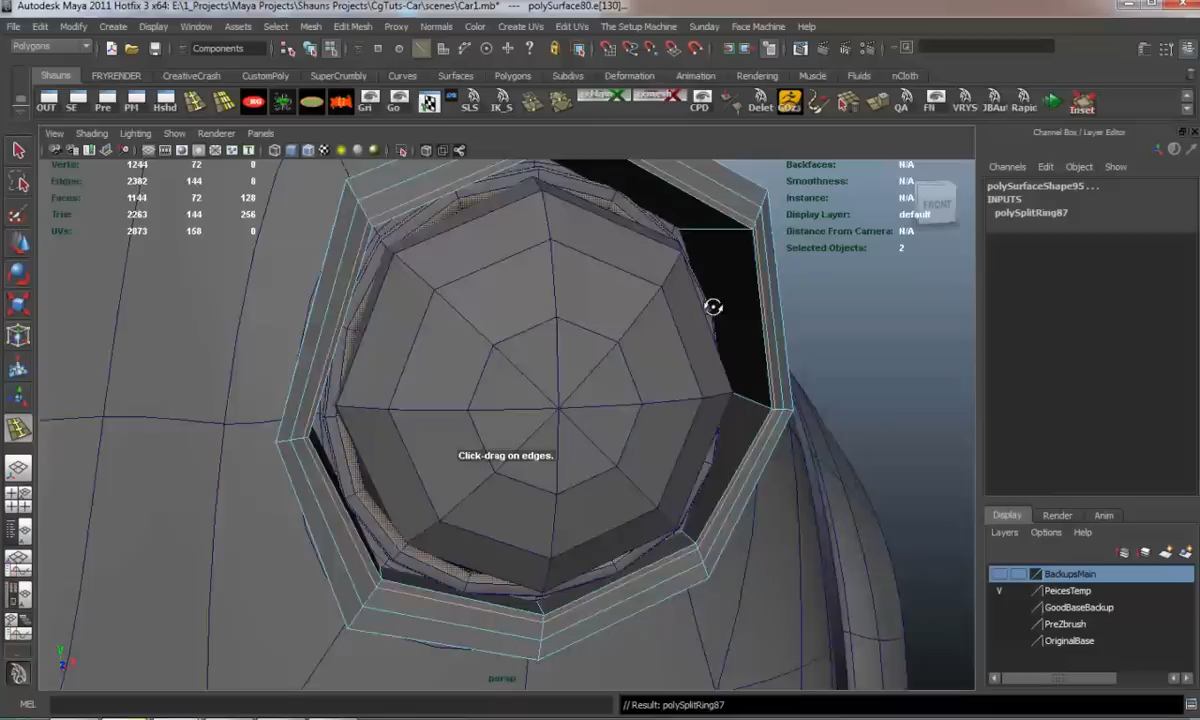 Autodesk Maya 2011 Hotfix 3 x64: E:\1_Projects\Maya Projects\Shauns Projects\CgTuts-Car\scenes\Car1.mb* --- polySurface80.e[130]...
File Edit Modify Create Display Window Assets Select Mesh Edit Mesh Proxy Normals Color Create UVs Edit UVs The Setup Machine Sunday Face Machine Help
Polygons Components
Shauns FRYRENDER CreativeCrash CustomPoly SuperCrumbly Curves Surfaces Polygons Subdivs Deformation Animation Rendering Muscle Fluids nCloth
OUT SE Pre PM Hshd Gri Go SLS IK_S CPD Delet QA FN VRYS JBAu Rapic Inset
View Shading Lighting Show Renderer Panels
Channel Box / Layer Editor
Channels Edit Object Show
Verts: 1244 72 0
Edges: 2382 144 0
Faces: 1144 72 128
Tris: 2263 144 256
UVs: 2873 158 0
Backfaces: N/A
Smoothness: N/A
Instance: N/A
Display Layer: default
Distance From Camera: N/A
Selected Objects: 2
FRONT
polySurfaceShape95 ...
INPUTS
polySplitRing87
Click-drag on edges.
Display Render Anim
Layers Options Help
BackupsMain
V PeicesTemp
GoodBaseBackup
PreZbrush
OriginalBase
persp
MEL // Result: polySplitRing87